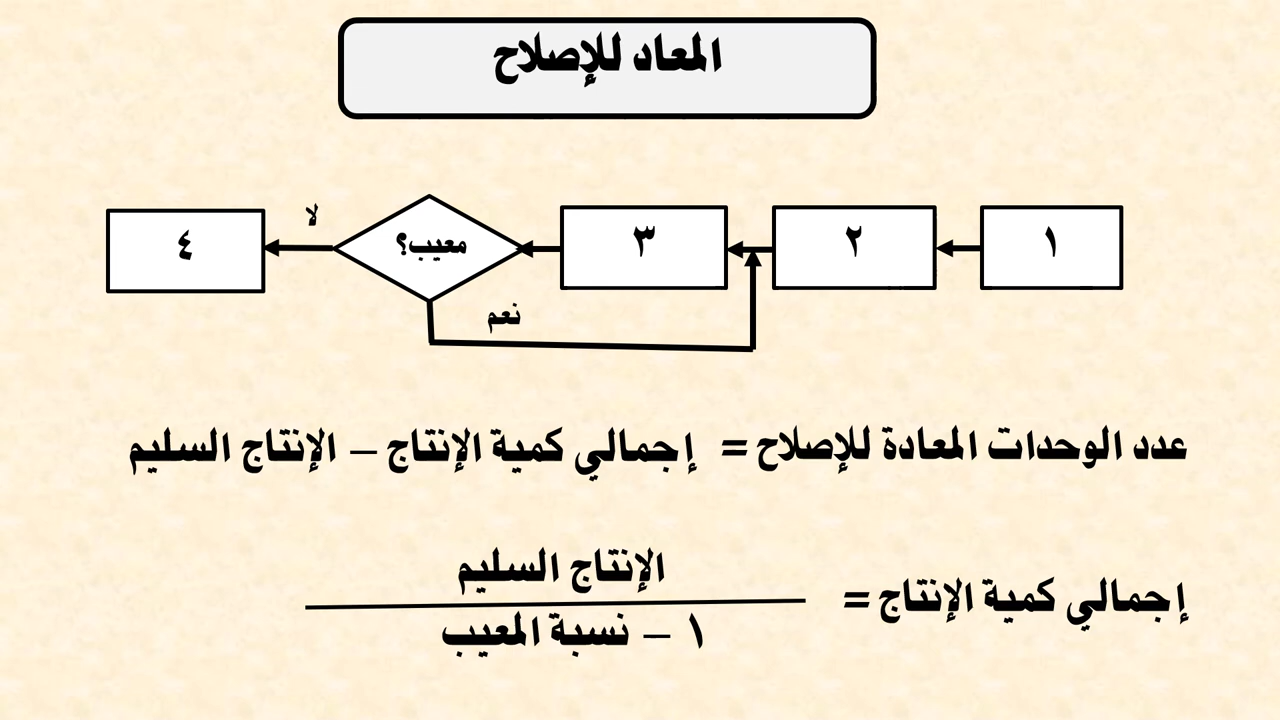 المعاد للإصلاح
١
٢
٣
معيب؟
لا
٤
نعم
عدد الوحدات المعادة للإصلاح = إجمالي كمية الإنتاج – الإنتاج السليم
إجمالي كمية الإنتاج =
الإنتاج السليم
١ – نسبة المعيب